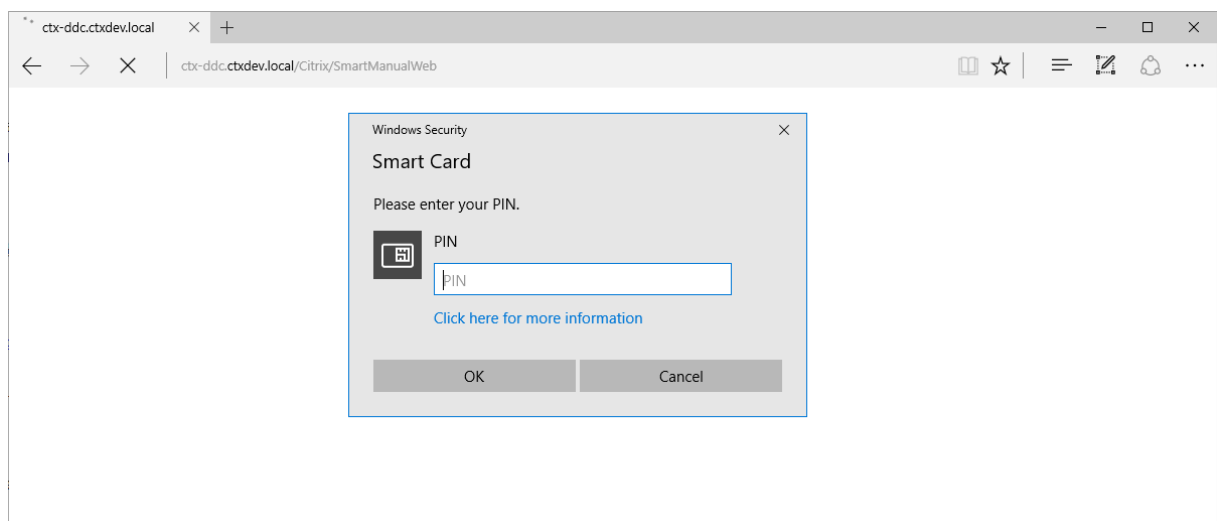 ctx-ddc.ctxdev.local
ctx-ddc.ctxdev.local/Citrix/SmartManualWeb
Windows Security
Smart Card
Please enter your PIN.
PIN
PIN
Click here for more information
OK Cancel